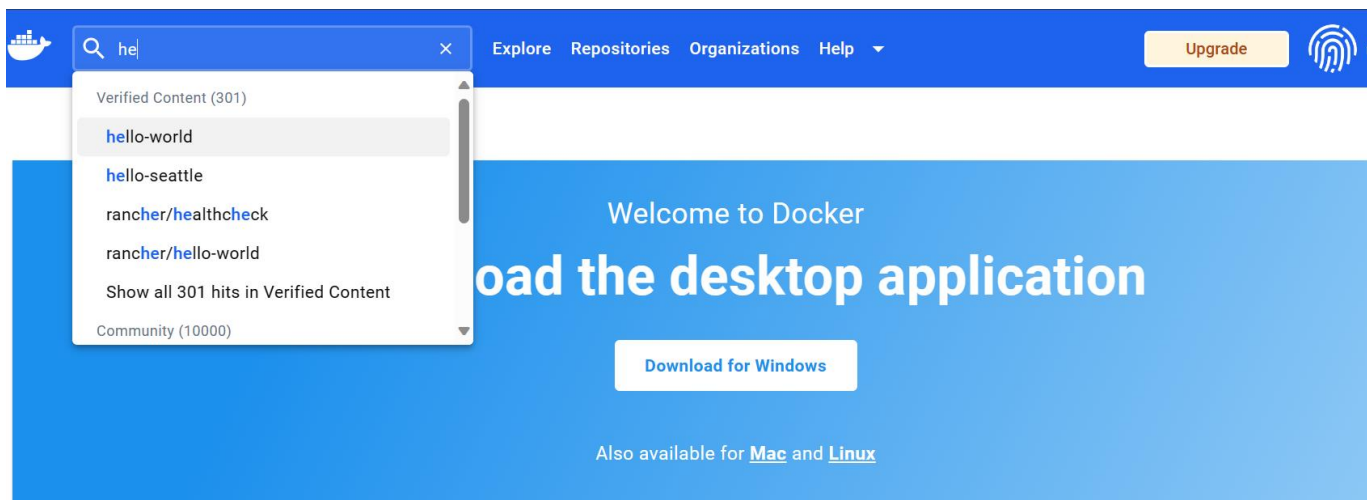 he
Explore Repositories Organizations Help
Upgrade
Verified Content (301)
hello-world
hello-seattle
rancher/healthcheck
rancher/hello-world
Show all 301 hits in Verified Content
Community (10000)
Welcome to Docker
oad the desktop application
Download for Windows
Also available for Mac and Linux